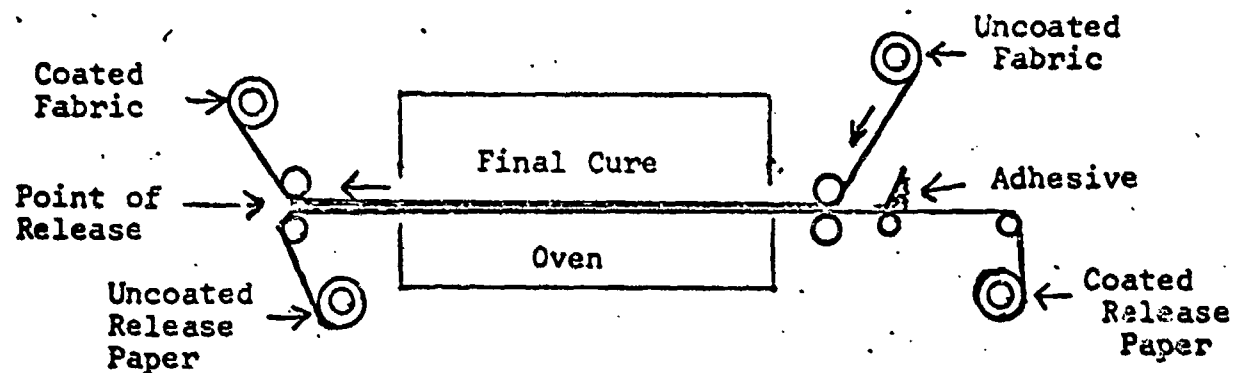 Uncoated
Fabric
Coated
Fabric
Final Cure
Adhesive
Point of
Release
Oven
Uncoated
Release
Paper
Coated
Release
Paper